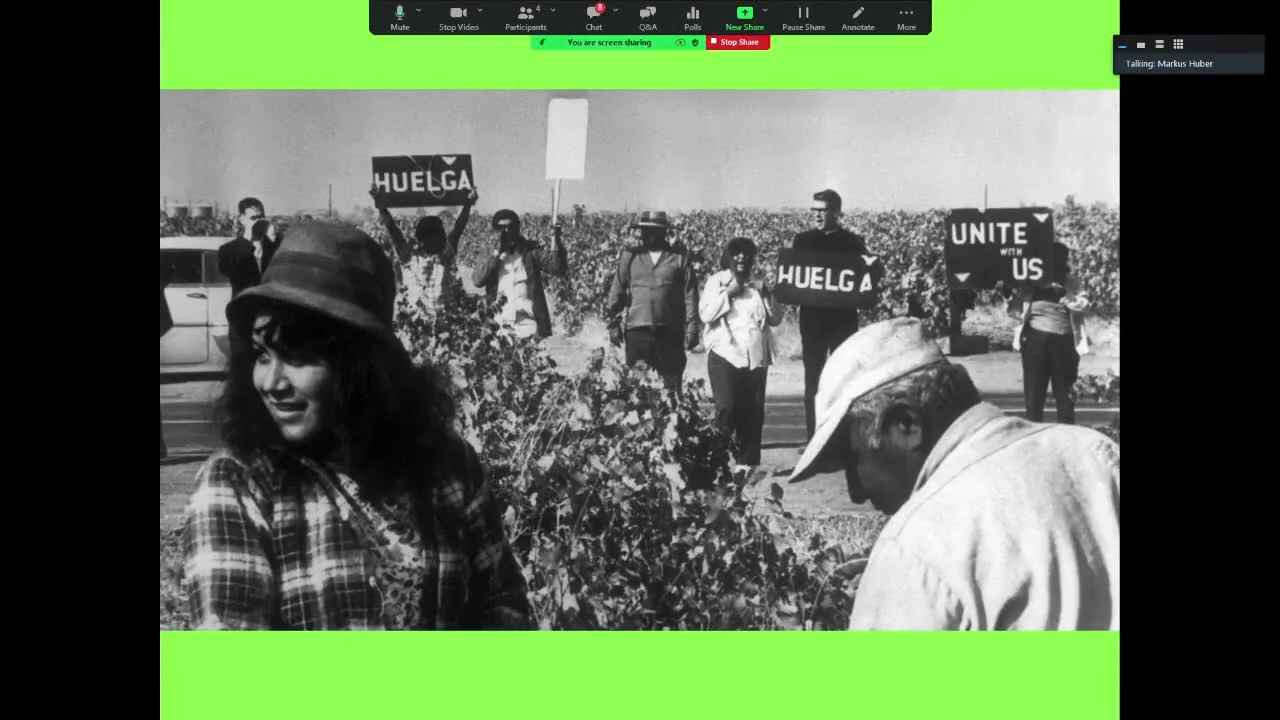 Mute
Stop Video
Participants
4
Chat
8
Q&A
Polls
New Share
Pause Share
Annotate
More
You are screen sharing
Stop Share
Talking: Markus Huber
HUELGA
HUELGA
UNITE
WITH
US